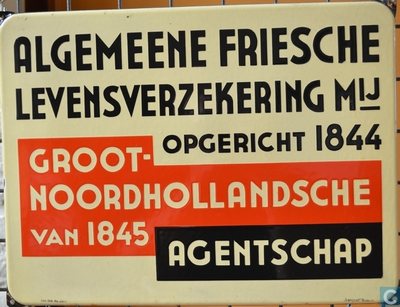 ALGEMEENE FRIESCHE
LEVENSVERZEKERING MIJ
OPGERICHT 1844
GROOT-
NOORDHOLLANDSCHE
VAN 1845
AGENTSCHAP